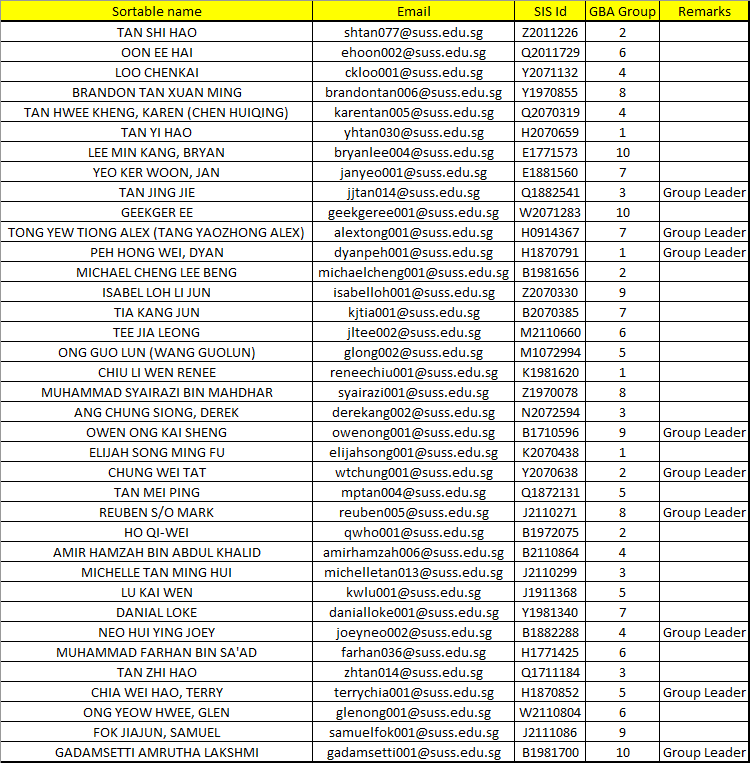 Sortable name Email SIS Id GBA Group Remarks
TAN SHI HAO shtan077@suss.edu.sg Z2011226 2
OON EE HAI ehoon002@suss.edu.sg Q2011729 6
LOO CHENKAI ckloo001@suss.edu.sg Y2071132 4
BRANDON TAN XUAN MING brandontan006@suss.edu.sg Y1970855 8
TAN HWEE KHENG, KAREN (CHEN HUIQING) karentan005@suss.edu.sg Q2070319 4
TAN YI HAO yhtan030@suss.edu.sg H2070659 1
LEE MIN KANG, BRYAN bryanlee004@suss.edu.sg E1771573 10
YEO KER WOON, JAN janyeo001@suss.edu.sg E1881560 7
TAN JING JIE jjtan014@suss.edu.sg Q1882541 3 Group Leader
GEEKGER EE geekgeree001@suss.edu.sg W2071283 10
TONG YEW TIONG ALEX (TANG YAOZHONG ALEX) alextong001@suss.edu.sg H0914367 7 Group Leader
PEH HONG WEI, DYAN dyanpeh001@suss.edu.sg H1870791 1 Group Leader
MICHAEL CHENG LEE BENG michaelcheng001@suss.edu.sg B1981656 2
ISABEL LOH LI JUN isabelloh001@suss.edu.sg Z2070330 9
TIA KANG JUN kjtia001@suss.edu.sg B2070385 7
TEE JIA LEONG jltee002@suss.edu.sg M2110660 6
ONG GUO LUN (WANG GUOLUN) glong002@suss.edu.sg M1072994 5
CHIU LI WEN RENEE reneechiu001@suss.edu.sg K1981620 1
MUHAMMAD SYAIRAZI BIN MAHDHAR syairazi001@suss.edu.sg Z1970078 8
ANG CHUNG SIONG, DEREK derekang002@suss.edu.sg N2072594 3
OWEN ONG KAI SHENG owenong001@suss.edu.sg B1710596 9 Group Leader
ELIJAH SONG MING FU elijahsong001@suss.edu.sg K2070438 1
CHUNG WEI TAT wtchung001@suss.edu.sg Y2070638 2 Group Leader
TAN MEI PING mptan004@suss.edu.sg Q1872131 5
REUBEN S/O MARK reuben005@suss.edu.sg J2110271 8 Group Leader
HO QI-WEI qwho001@suss.edu.sg B1972075 2
AMIR HAMZAH BIN ABDUL KHALID amirhamzah006@suss.edu.sg B2110864 4
MICHELLE TAN MING HUI michelletan013@suss.edu.sg J2110299 3
LU KAI WEN kwlu001@suss.edu.sg J1911368 5
DANIAL LOKE danialloke001@suss.edu.sg Y1981340 7
NEO HUI YING JOEY joeyneo002@suss.edu.sg B1882288 4 Group Leader
MUHAMMAD FARHAN BIN SA'AD farhan036@suss.edu.sg H1771425 6
TAN ZHI HAO zhtan014@suss.edu.sg Q1711184 3
CHIA WEI HAO, TERRY terrychia001@suss.edu.sg H1870852 5 Group Leader
ONG YEOW HWEE, GLEN glenong001@suss.edu.sg W2110804 6
FOK JIAJUN, SAMUEL samuelfok001@suss.edu.sg J2111086 9
GADAMSETTI AMRUTHA LAKSHMI gadamsetti001@suss.edu.sg B1981700 10 Group Leader